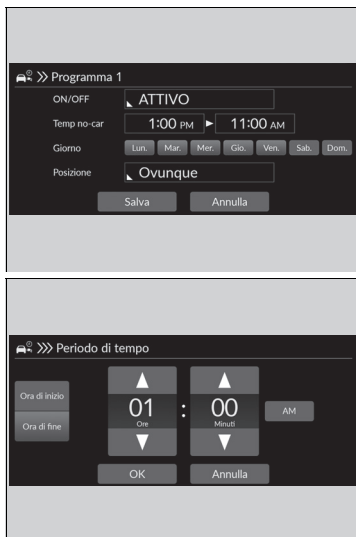 Programma 1
ON/OFF ATTIVO
Temp no-car 1:00 PM ► 11:00 AM
Giorno Lun. Mar. Mer. Gio. Ven. Sab. Dom.
Posizione Ovunque
Salva Annulla
Periodo di tempo
Ora di inizio
Ora di fine
01 : 00
Ore Minuti
AM
OK Annulla